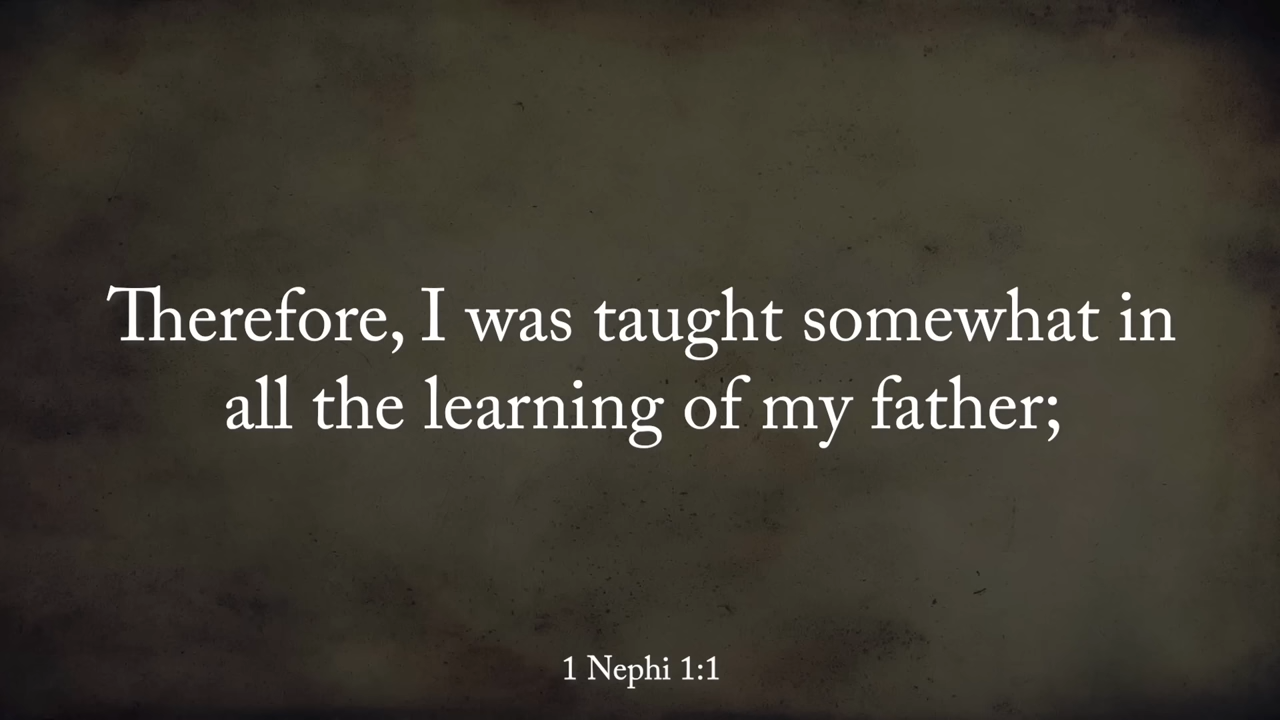 Therefore, I was taught somewhat in
all the learning of my father;
1 Nephi 1:1